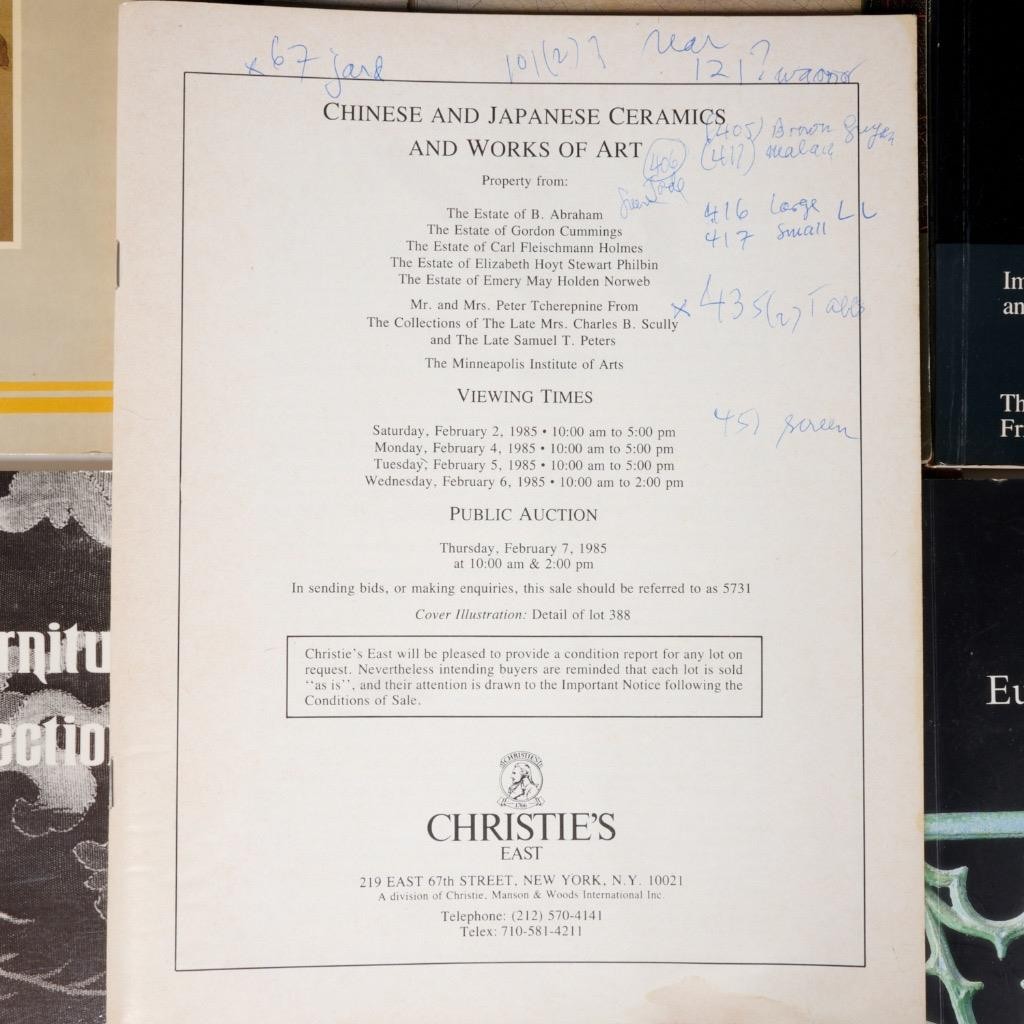 x 67
101(2) ?
121 ?
CHINESE AND JAPANESE CERAMICS
AND WORKS OF ART
(405) Brown
(417)
406
Jade
Property from:
416 Large L L
417 Small
The Estate of B. Abraham
The Estate of Gordon Cummings
The Estate of Carl Fleischmann Holmes
The Estate of Elizabeth Hoyt Stewart Philbin
The Estate of Emery May Holden Norweb
x 435(2)
Mr. and Mrs. Peter Tcherepnine From
The Collections of The Late Mrs. Charles B. Scully
and The Late Samuel T. Peters
The Minneapolis Institute of Arts
VIEWING TIMES
screen
Saturday, February 2, 1985 • 10:00 am to 5:00 pm
Monday, February 4, 1985 • 10:00 am to 5:00 pm
Tuesday, February 5, 1985 • 10:00 am to 5:00 pm
Wednesday, February 6, 1985 • 10:00 am to 2:00 pm
PUBLIC AUCTION
Thursday, February 7, 1985
at 10:00 am & 2:00 pm
In sending bids, or making enquiries, this sale should be referred to as 5731
Cover Illustration: Detail of lot 388
Christie's East will be pleased to provide a condition report for any lot on
request. Nevertheless intending buyers are reminded that each lot is sold
"as is", and their attention is drawn to the Important Notice following the
Conditions of Sale.
CHRISTIE'S
1766
CHRISTIE'S
EAST
219 EAST 67th STREET, NEW YORK, N.Y. 10021
A division of Christie, Manson & Woods International Inc.
Telephone: (212) 570-4141
Telex: 710-581-4211
rnitu
ectio
Im
an
Th
Fri
Eu